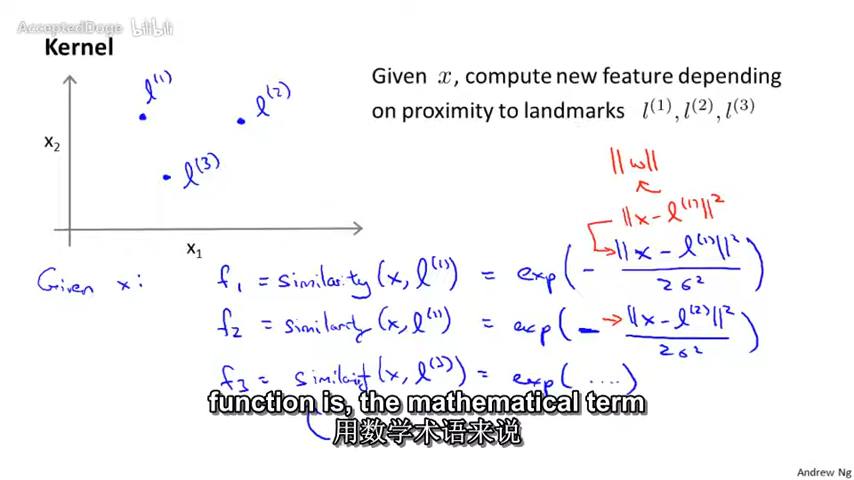 AcceptedDoge bilibili
Kernel
Given x, compute new feature depending
on proximity to landmarks l⁽¹⁾, l⁽²⁾, l⁽³⁾
l⁽¹⁾
l⁽²⁾
l⁽³⁾
x₂
x₁
||w||
||x - l⁽¹⁾||²
Given x: f₁ = similarity(x, l⁽¹⁾) = exp(- ||x - l⁽¹⁾||² / 2σ²)
f₂ = similarity(x, l⁽¹⁾) = exp(- ||x - l⁽²⁾||² / 2σ²)
f₃ = similarity(x, l⁽³⁾) = exp(....)
function is, the mathematical term
用数学术语来说
Andrew Ng